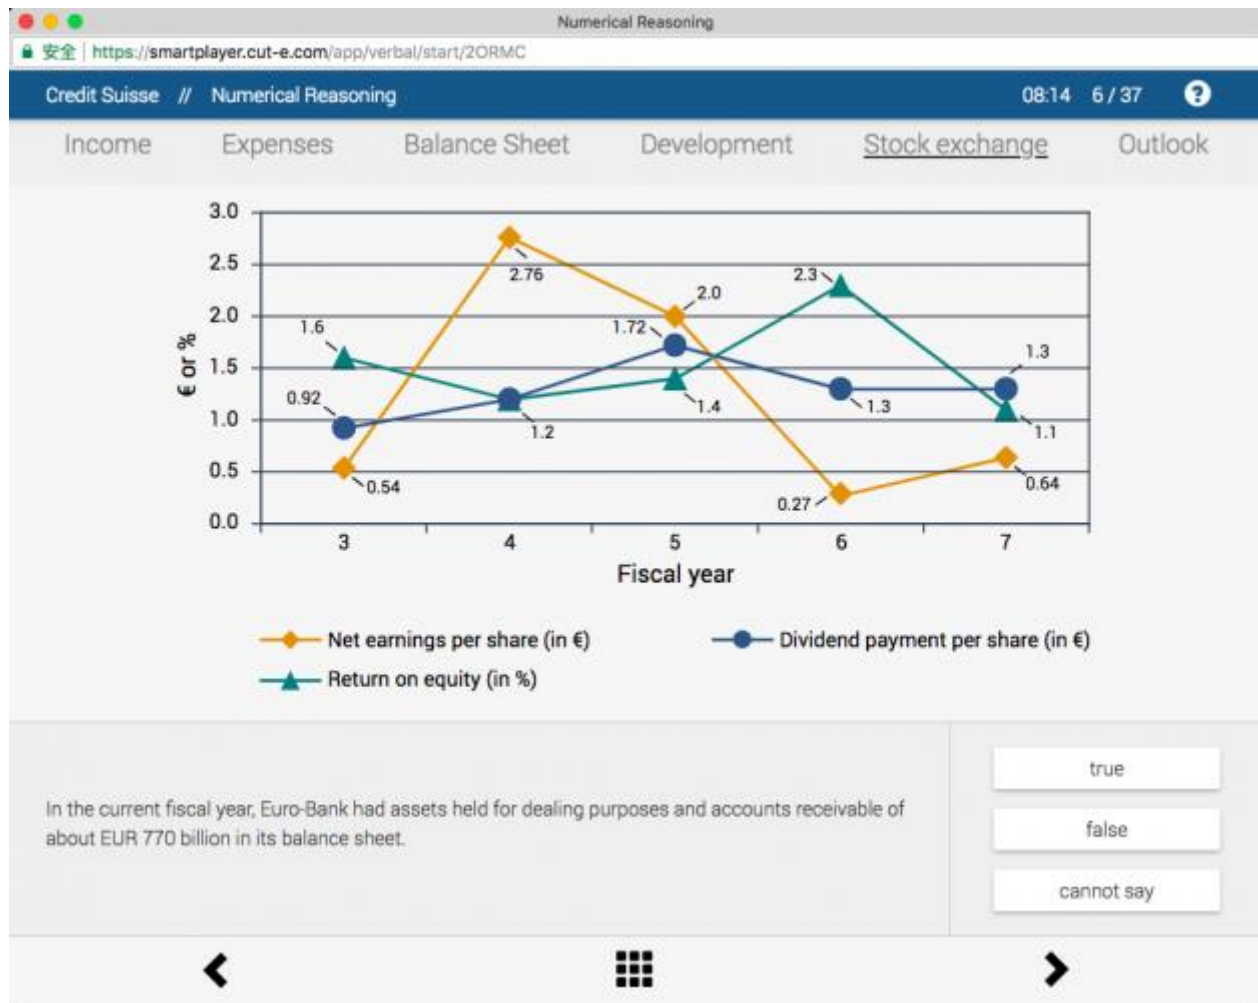 Numerical Reasoning
安全 | https://smartplayer.cut-e.com/app/verbal/start/2ORMC
Credit Suisse // Numerical Reasoning 08:14 6 / 37 ?
Income Expenses Balance Sheet Development Stock exchange Outlook
3.0
2.5
2.0
1.5
1.0
0.5
0.0
€ or %
1.6
0.92
0.54
2.76
1.2
1.72
2.0
1.4
2.3
1.3
0.27
1.3
1.1
0.64
3 4 5 6 7
Fiscal year
Net earnings per share (in €) Dividend payment per share (in €)
Return on equity (in %)
In the current fiscal year, Euro-Bank had assets held for dealing purposes and accounts receivable of
about EUR 770 billion in its balance sheet.
true
false
cannot say